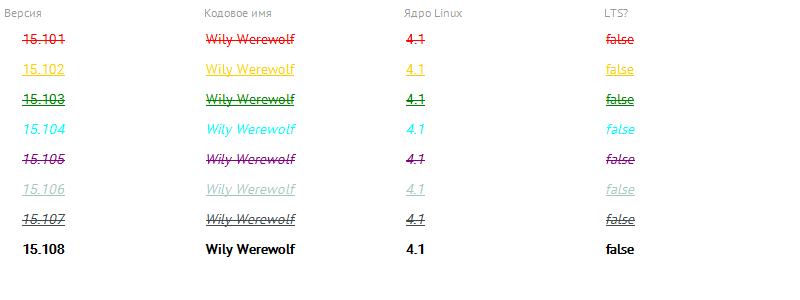 Версия Кодовое имя Ядро Linux LTS?
15.101 Wily Werewolf 4.1 false
15.102 Wily Werewolf 4.1 false
15.103 Wily Werewolf 4.1 false
15.104 Wily Werewolf 4.1 false
15.105 Wily Werewolf 4.1 false
15.106 Wily Werewolf 4.1 false
15.107 Wily Werewolf 4.1 false
15.108 Wily Werewolf 4.1 false